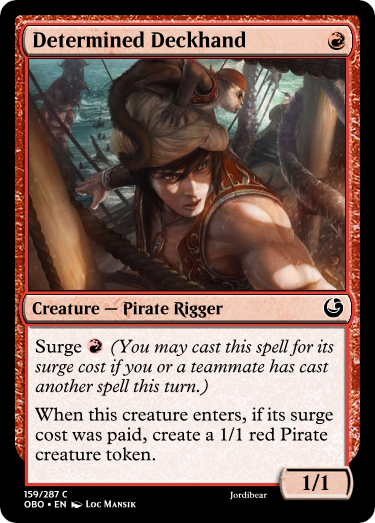 Determined Deckhand
Creature — Pirate Rigger
Surge (You may cast this spell for its
surge cost if you or a teammate has cast
another spell this turn.)
When this creature enters, if its surge
cost was paid, create a 1/1 red Pirate
creature token.
1/1
159/287 C
OBO • EN Loc Mansik
Jordibear